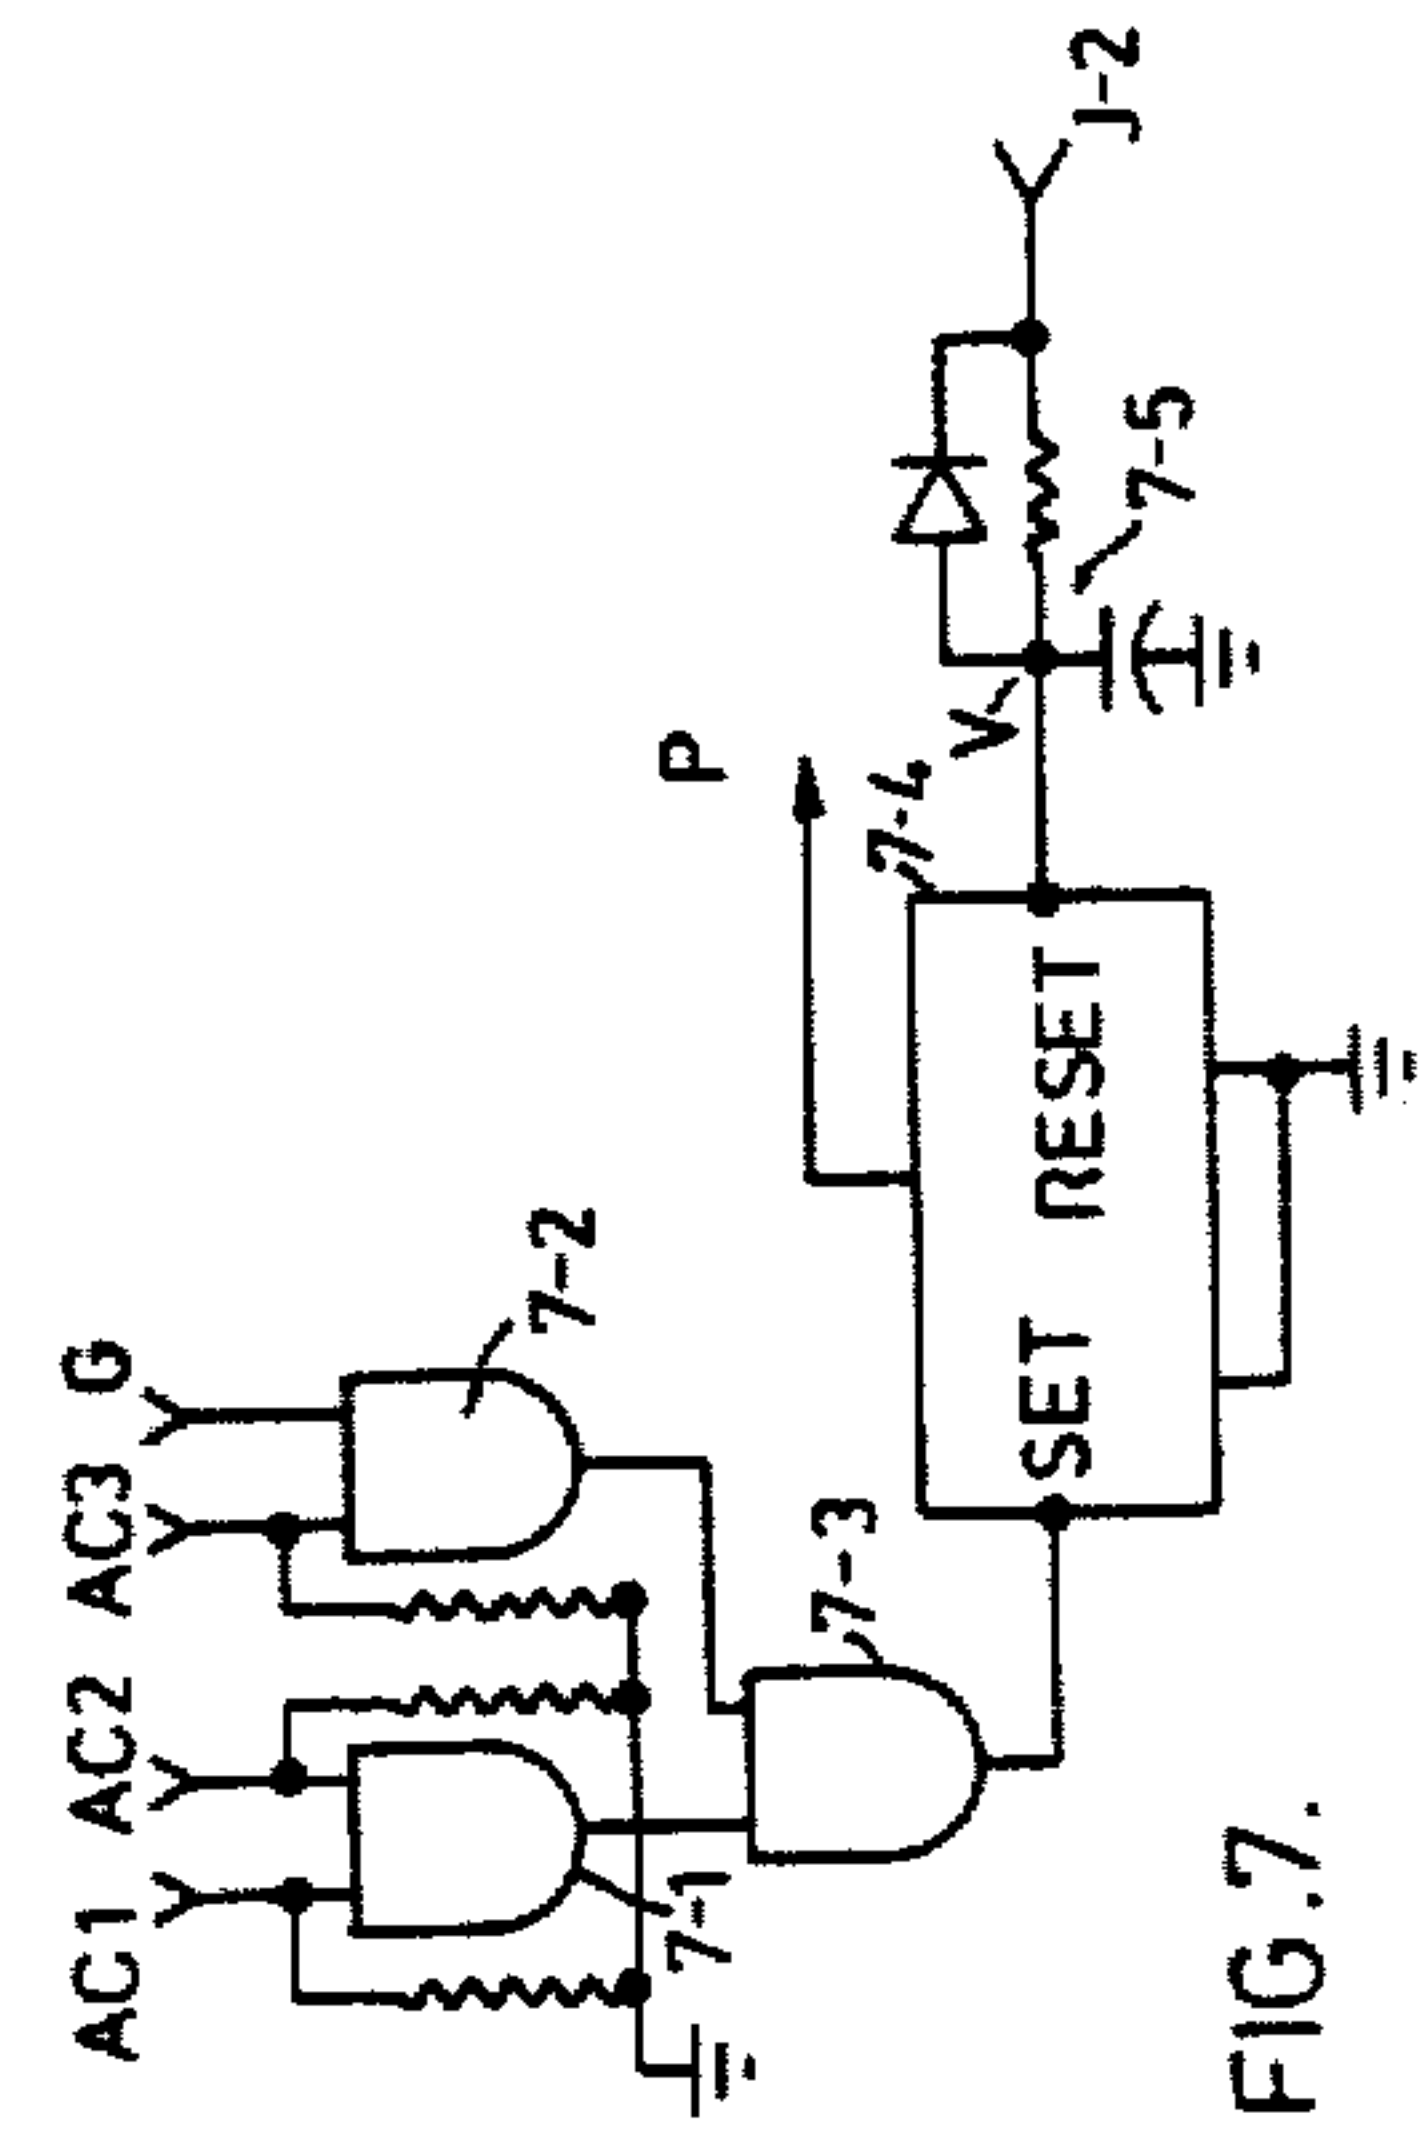 AC1 AC2 AC3 G
7-2
7-1
P
7-3
7-4
V
J-2
SET RESET
7-5
FIG.7.